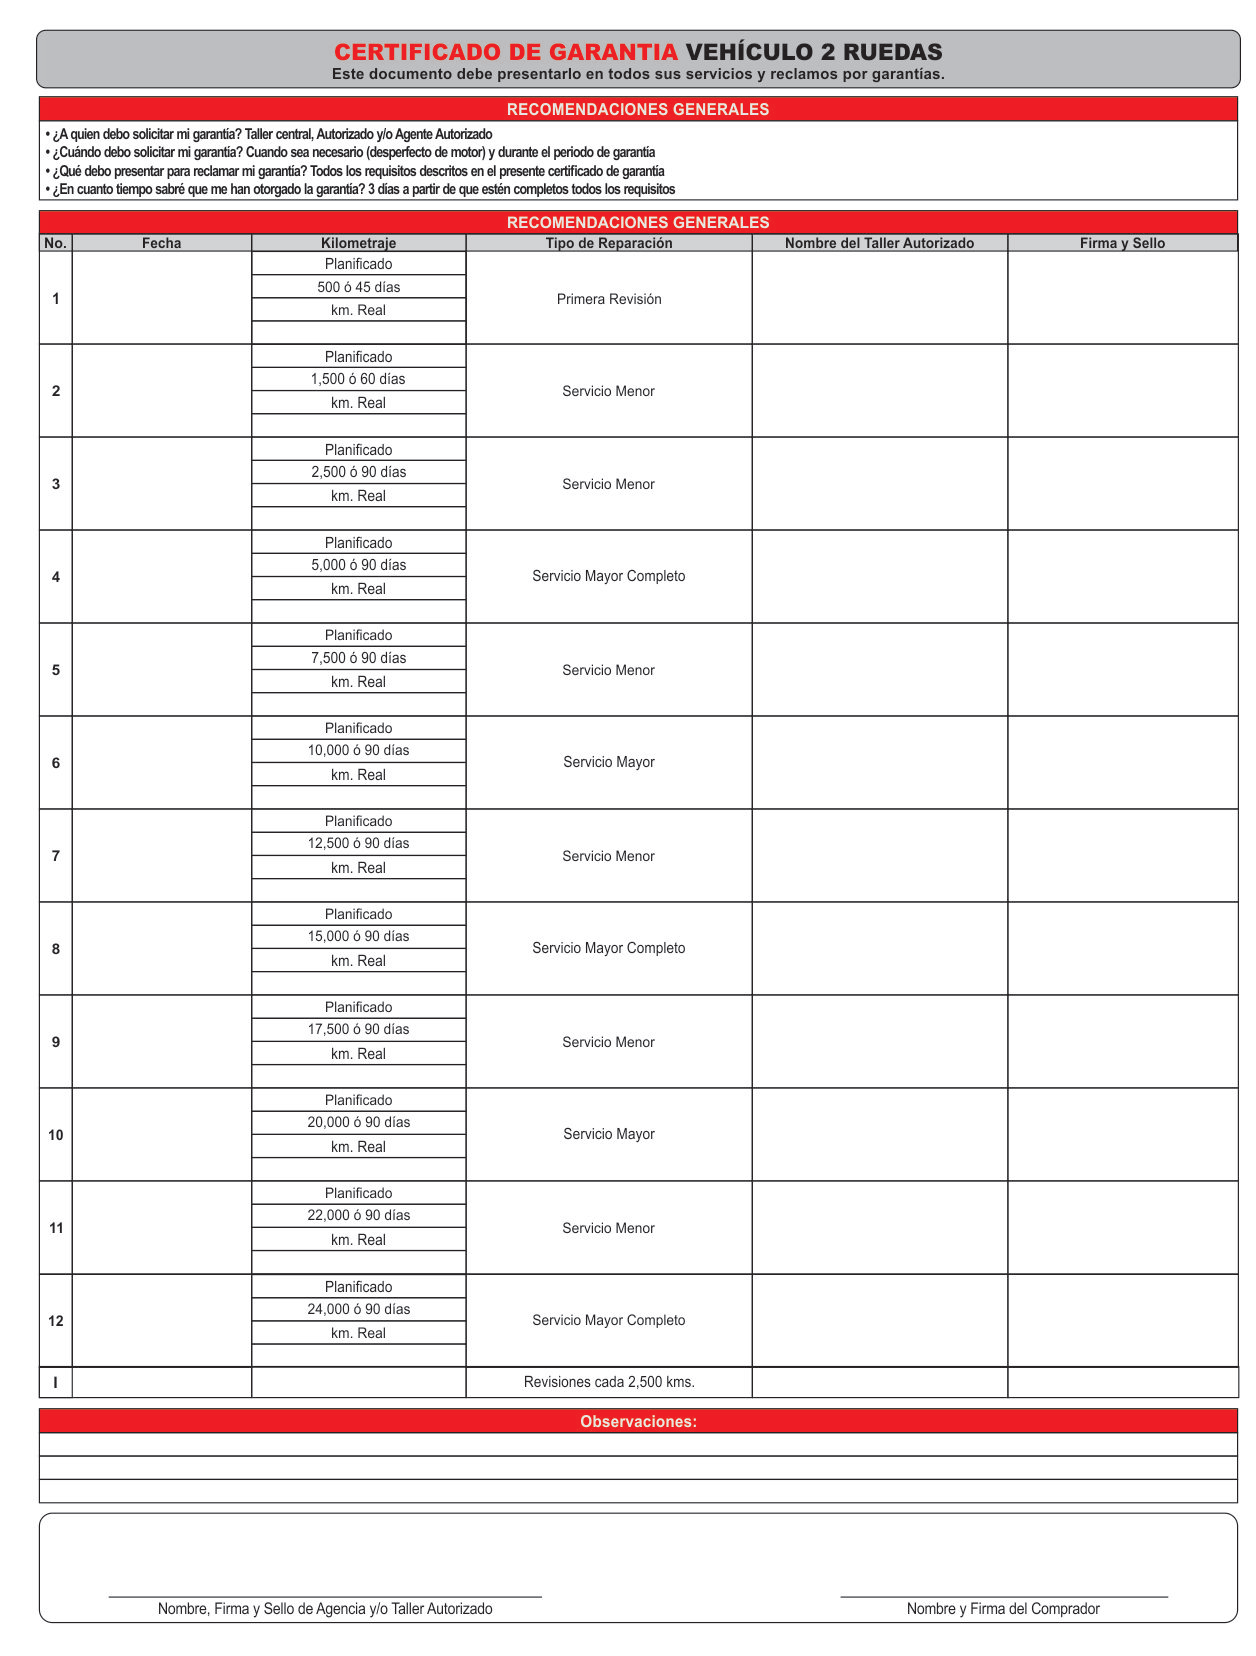 CERTIFICADO DE GARANTIA VEHÍCULO 2 RUEDAS
Este documento debe presentarlo en todos sus servicios y reclamos por garantías.
RECOMENDACIONES GENERALES
• ¿A quien debo solicitar mi garantía? Taller central, Autorizado y/o Agente Autorizado
• ¿Cuándo debo solicitar mi garantía? Cuando sea necesario (desperfecto de motor) y durante el periodo de garantía
• ¿Qué debo presentar para reclamar mi garantía? Todos los requisitos descritos en el presente certificado de garantía
• ¿En cuanto tiempo sabré que me han otorgado la garantía? 3 días a partir de que estén completos todos los requisitos
RECOMENDACIONES GENERALES
No. Fecha Kilometraje Tipo de Reparación Nombre del Taller Autorizado Firma y Sello
Planificado
500 ó 45 días
1 Primera Revisión
km. Real
Planificado
1,500 ó 60 días
2 Servicio Menor
km. Real
Planificado
2,500 ó 90 días
3 Servicio Menor
km. Real
Planificado
5,000 ó 90 días
4 Servicio Mayor Completo
km. Real
Planificado
7,500 ó 90 días
5 Servicio Menor
km. Real
Planificado
10,000 ó 90 días
6 Servicio Mayor
km. Real
Planificado
12,500 ó 90 días
7 Servicio Menor
km. Real
Planificado
15,000 ó 90 días
8 Servicio Mayor Completo
km. Real
Planificado
17,500 ó 90 días
9 Servicio Menor
km. Real
Planificado
20,000 ó 90 días
10 Servicio Mayor
km. Real
Planificado
22,000 ó 90 días
11 Servicio Menor
km. Real
Planificado
24,000 ó 90 días
12 Servicio Mayor Completo
km. Real
I Revisiones cada 2,500 kms.
Observaciones:
Nombre, Firma y Sello de Agencia y/o Taller Autorizado Nombre y Firma del Comprador